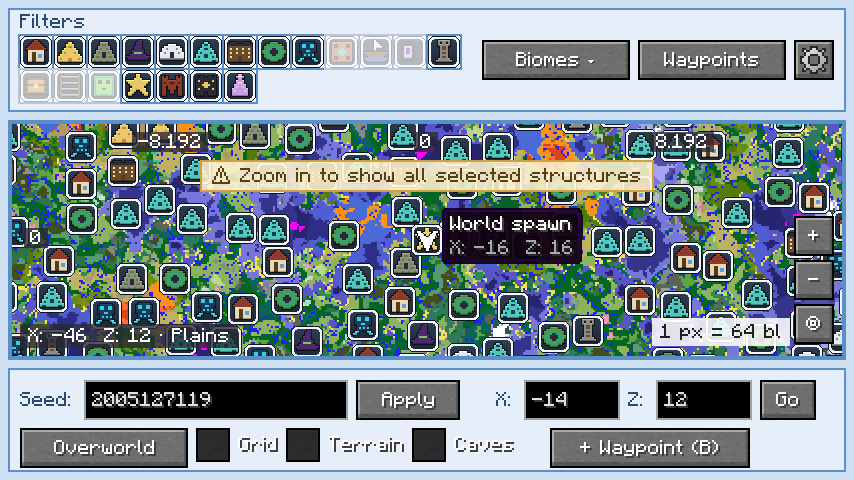 Filters
Biomes
Waypoints
-8.192
0
8.192
Zoom in to show all selected structures
World spawn
X: -16 Z: 16
0
+
-
X: -46 Z: 12 Plains
1 px = 64 bl
Seed:
2005127119
Apply
X:
-14
Z:
12
Go
Overworld
Grid
Terrain
Caves
+ Waypoint (B)